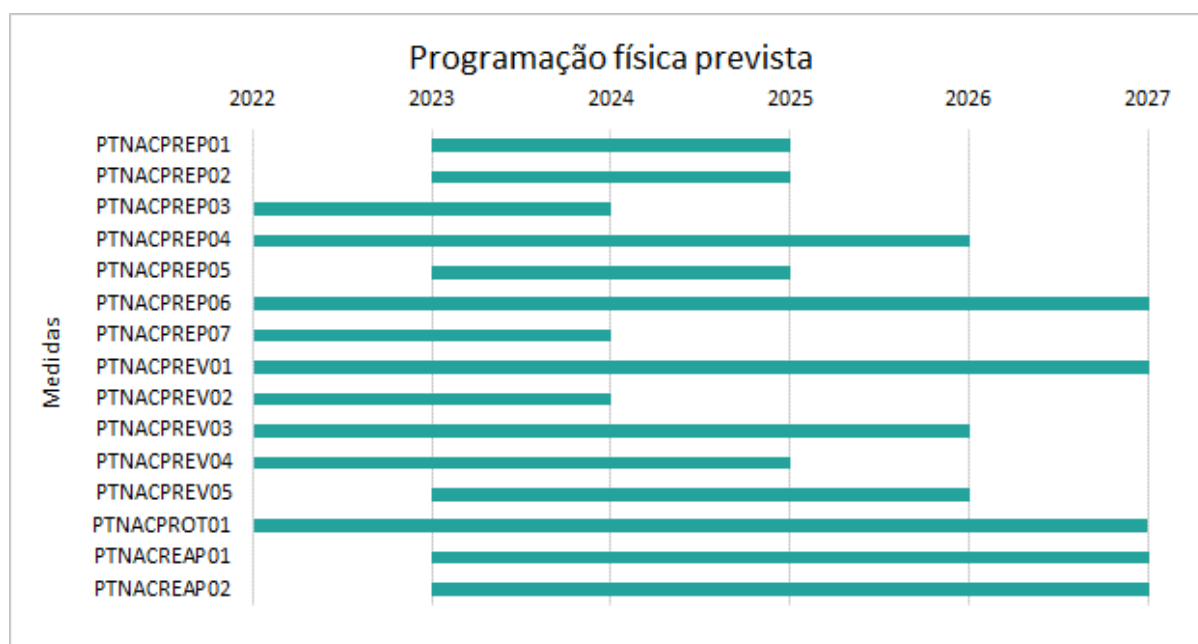 Programação física prevista
2022 2023 2024 2025 2026 2027
Medidas
PTNACPREP01
PTNACPREP02
PTNACPREP03
PTNACPREP04
PTNACPREP05
PTNACPREP06
PTNACPREP07
PTNACPREV01
PTNACPREV02
PTNACPREV03
PTNACPREV04
PTNACPREV05
PTNACPROT01
PTNACREAP01
PTNACREAP02